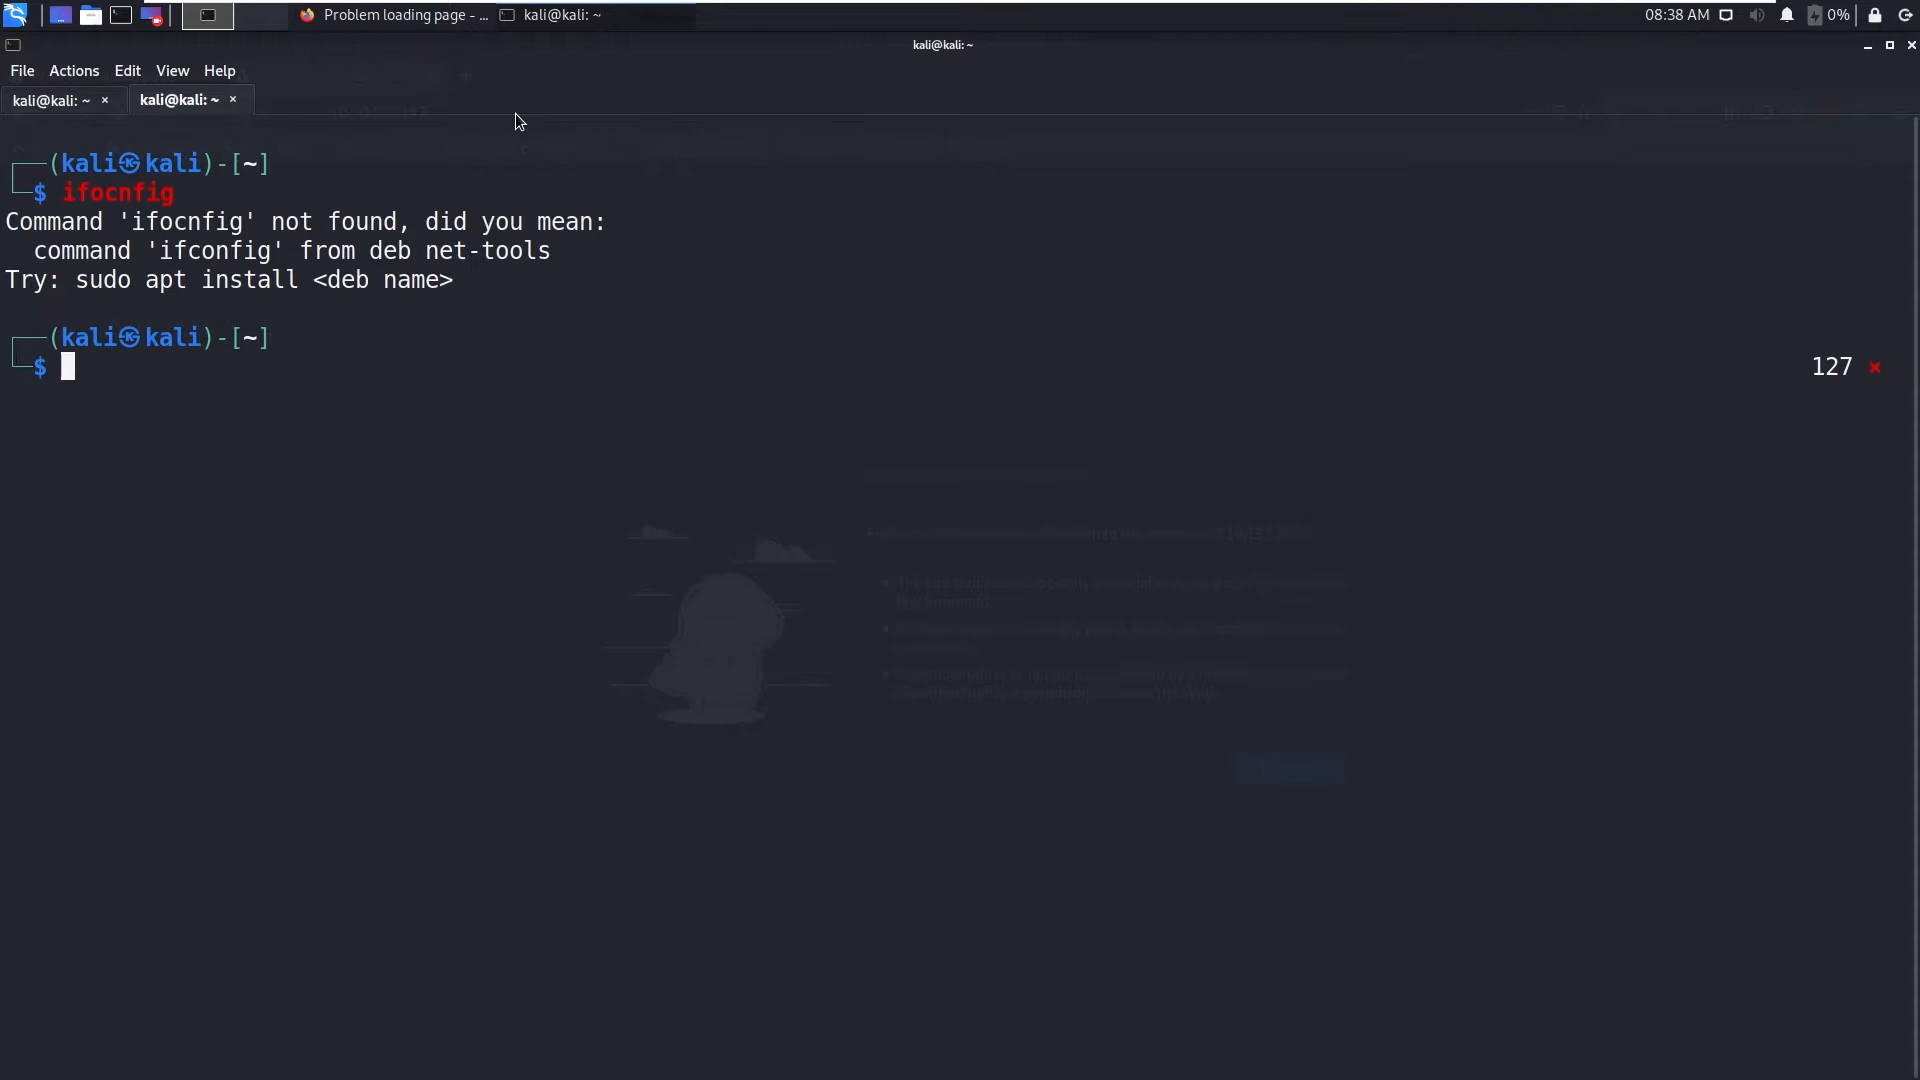 Problem loading page - ...
kali@kali: ~
08:38 AM
0%
kali@kali: ~
File Actions Edit View Help
kali@kali: ~ ×
kali@kali: ~ ×
(kali㉿kali)-[~]
$ ifocnfig
Command 'ifocnfig' not found, did you mean:
command 'ifconfig' from deb net-tools
Try: sudo apt install <deb name>
(kali㉿kali)-[~]
$
127 ×